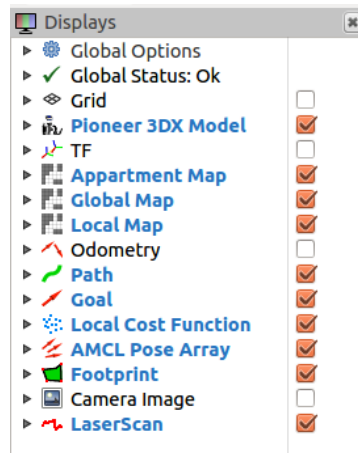 Displays
Global Options
Global Status: Ok
Grid
Pioneer 3DX Model
TF
Appartment Map
Global Map
Local Map
Odometry
Path
Goal
Local Cost Function
AMCL Pose Array
Footprint
Camera Image
LaserScan